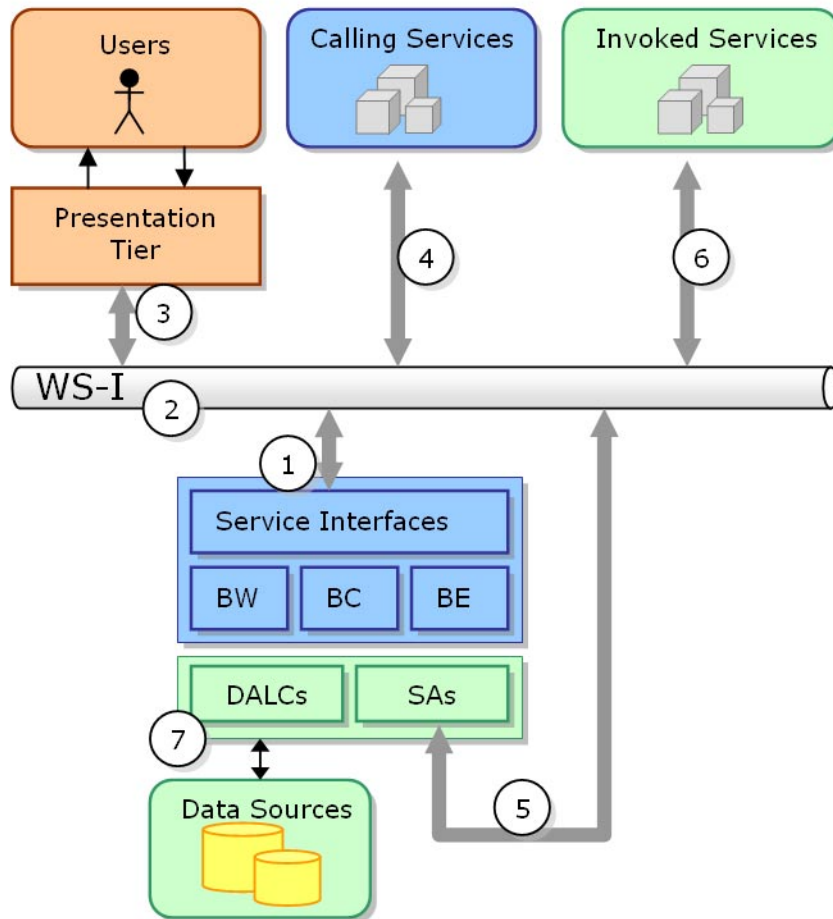 Users
Calling Services
Invoked Services
Presentation
Tier
4
6
3
WS-I
2
1
Service Interfaces
BW
BC
BE
DALCs
SAs
7
5
Data Sources